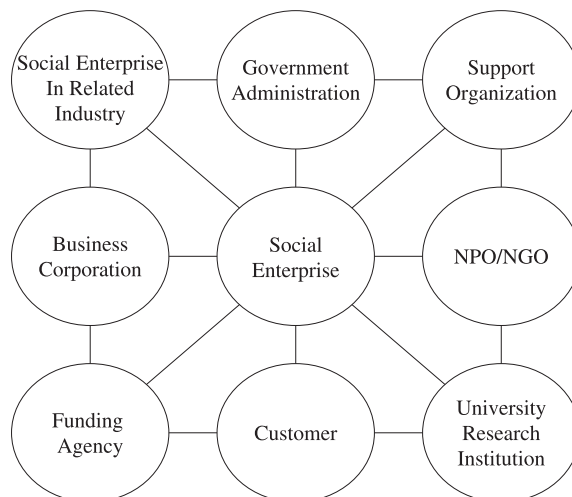 Social Enterprise
In Related
Industry
Government
Administration
Support
Organization
Business
Corporation
Social
Enterprise
NPO/NGO
Funding
Agency
Customer
University
Research
Institution